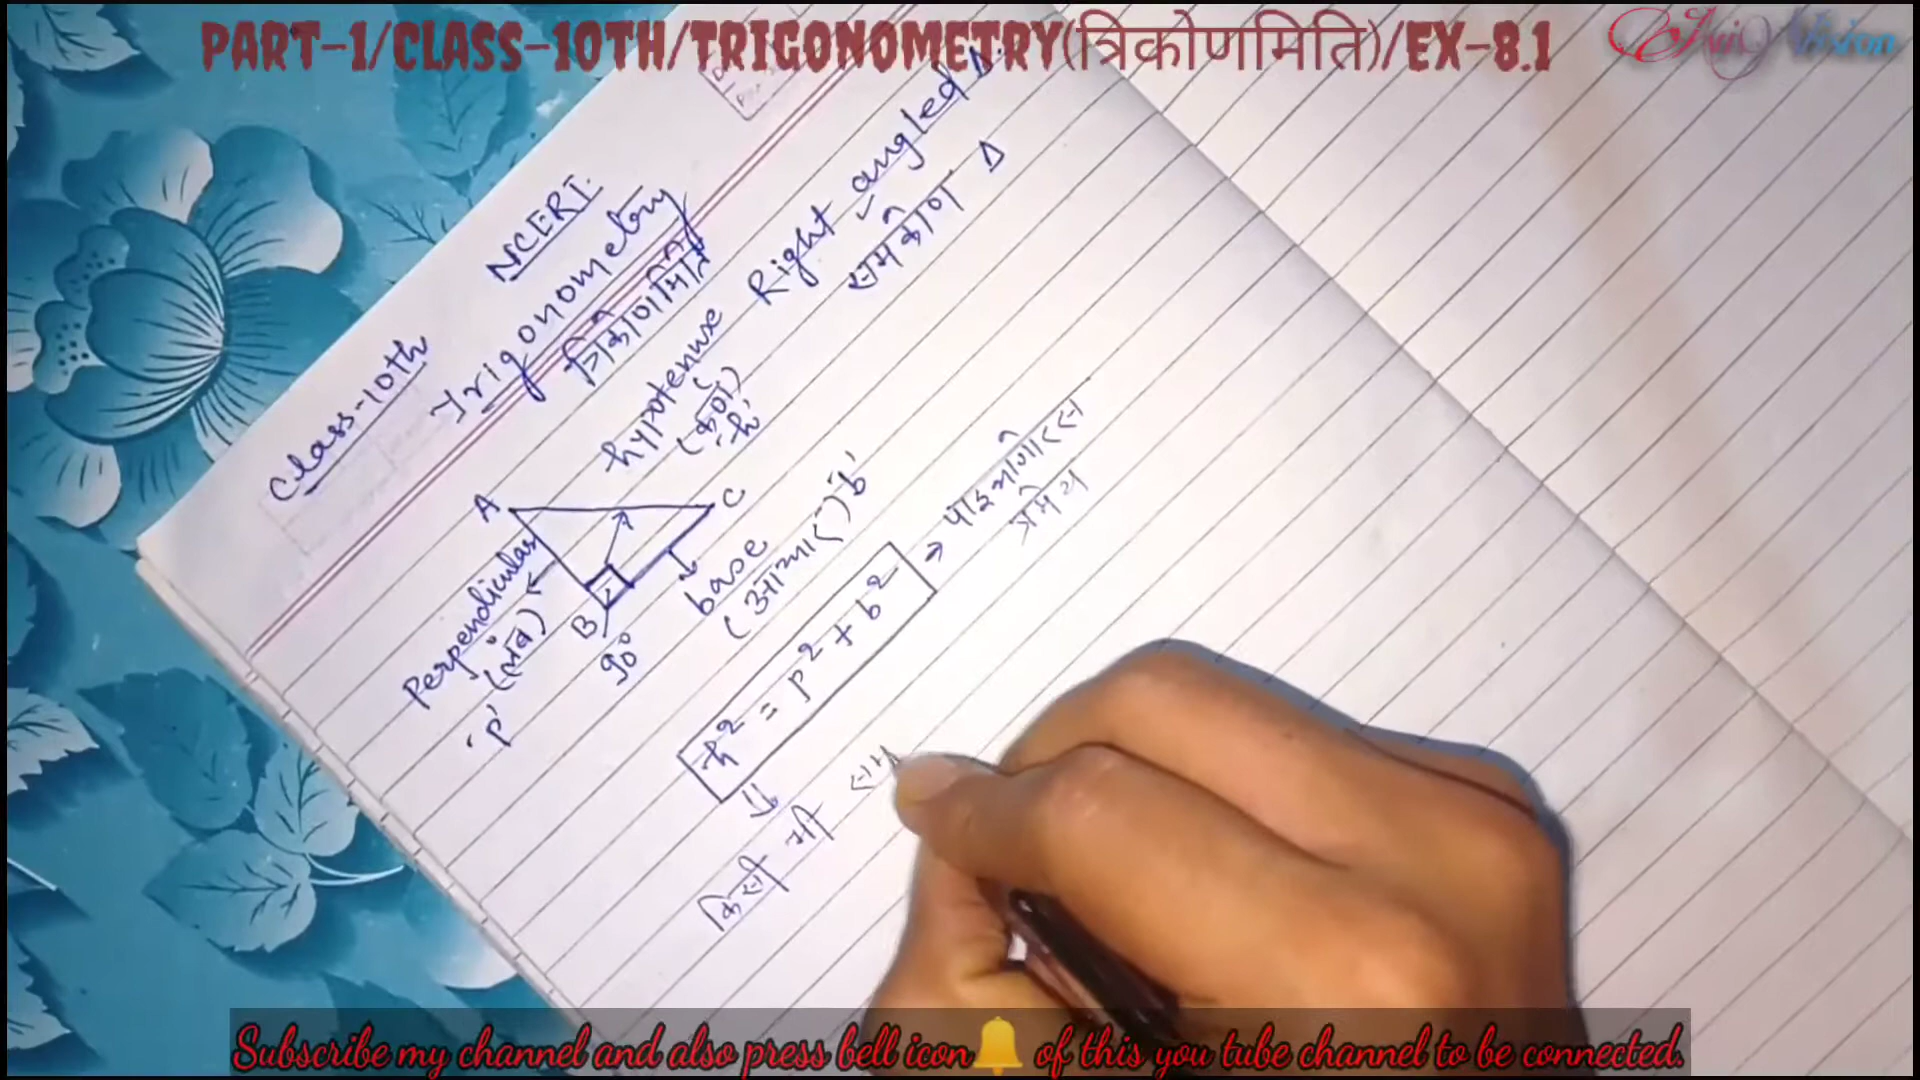 PART-1/CLASS-10TH/TRIGONOMETRY(त्रिकोणमिति)/EX-8.1
Class-10th
NCERT.
Trigonometry
त्रिकोणमिति
Right angled Δ.
समकोण Δ
hypotenuse
(कर्ण)
'h'
A
C
B
90°
Perpendicular
(लंब)
'p'
base
(आधार) 'b'
h² = p² + b² → पाइथागोरस
प्रमेय
किसी भी
Subscribe my channel and also press bell icon🔔 of this you tube channel to be connected.